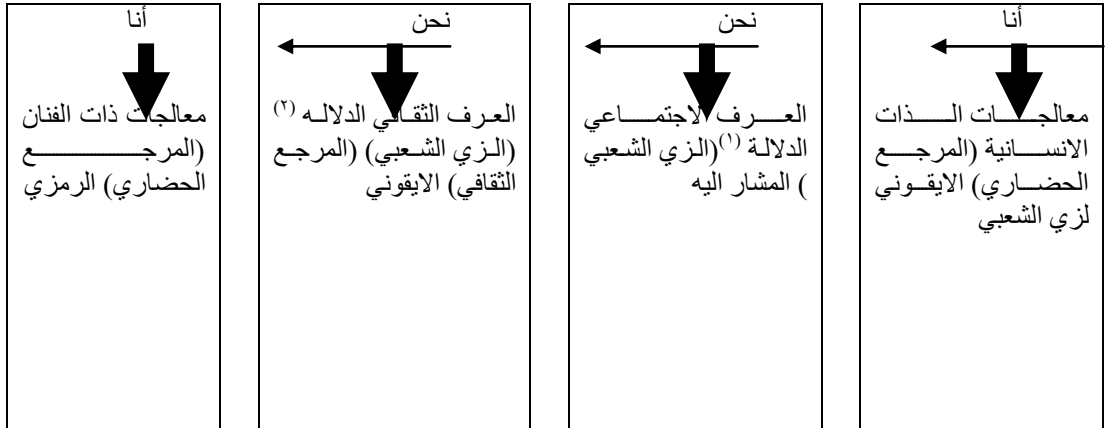 أنا
معالجات الذات
الانسانية (المرجع
الحضاري) الايقوني
لزي الشعبي
نحن
العرف الاجتماعي
الدلالة (١)(الزي الشعبي
) المشار اليه
نحن
العرف الثقافي الدلاله (٢)
(الزي الشعبي) (المرجع
الثقافي) الايقوني
أنا
معالجات ذات الفنان
(المرجع
الحضاري) الرمزي